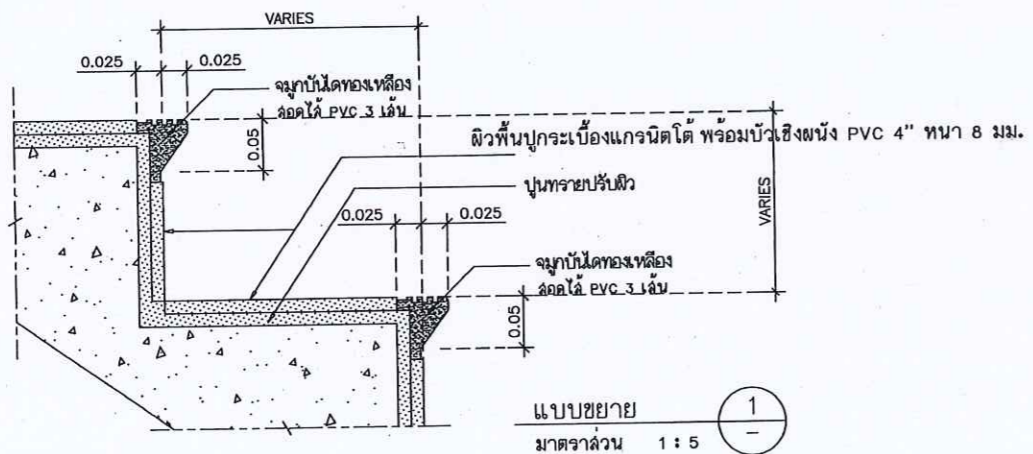 VARIES
0.025
0.025
จมูกบันไดทองเหลือง
สอดไส้ PVC 3 เส้น
0.05
ผิวพื้นปูกระเบื้องแกรนิตโต้ พร้อมบัวเชิงผนัง PVC 4" หนา 8 มม.
ปูนทรายปรับผิว
VARIES
0.025
0.025
จมูกบันไดทองเหลือง
สอดไส้ PVC 3 เส้น
0.05
แบบขยาย
1
-
มาตราส่วน 1 : 5